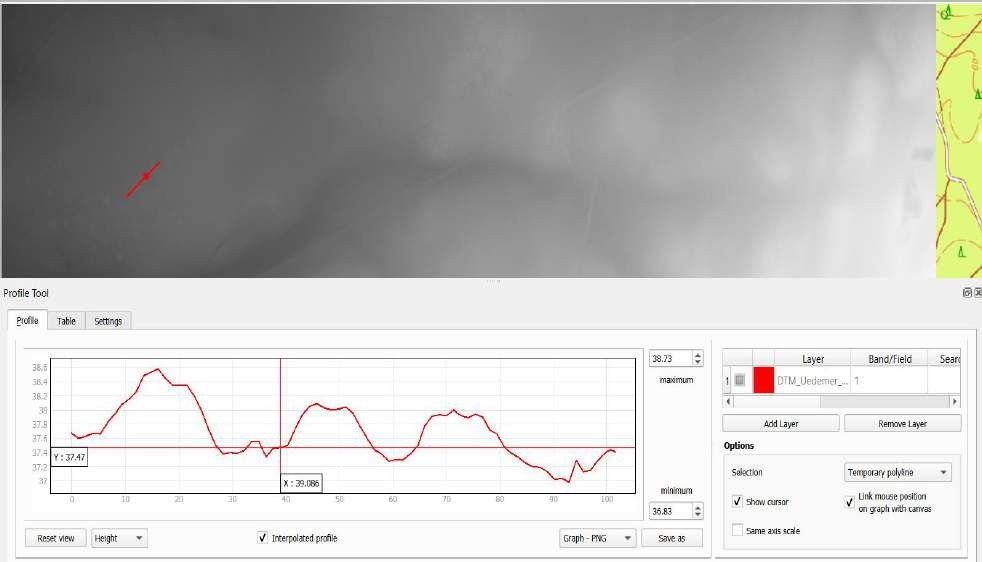 60
Profile Tool
Profile Table Settings
38.6
38.4
38.2
38
37.8
37.6
37.4
37.2
37
Y : 37.47
X : 39.086
0 10 20 30 40 50 60 70 80 90 100
38.73
maximum
minimum
36.83
Reset view Height Interpolated profile Graph - PNG Save as
Layer Band/Field Searc
1 DTM_Uedemer_... 1
Add Layer Remove Layer
Options
Selection Temporary polyline
Show cursor Link mouse position
on graph with canvas
Same axis scale